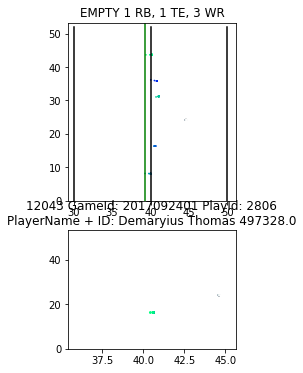 EMPTY 1 RB, 1 TE, 3 WR
50
40
30
20
10
0
30 35 40 45 50
12043 GameId: 2017092401 PlayId: 2806
PlayerName + ID: Demaryius Thomas 497328.0
40
20
0
37.5 40.0 42.5 45.0